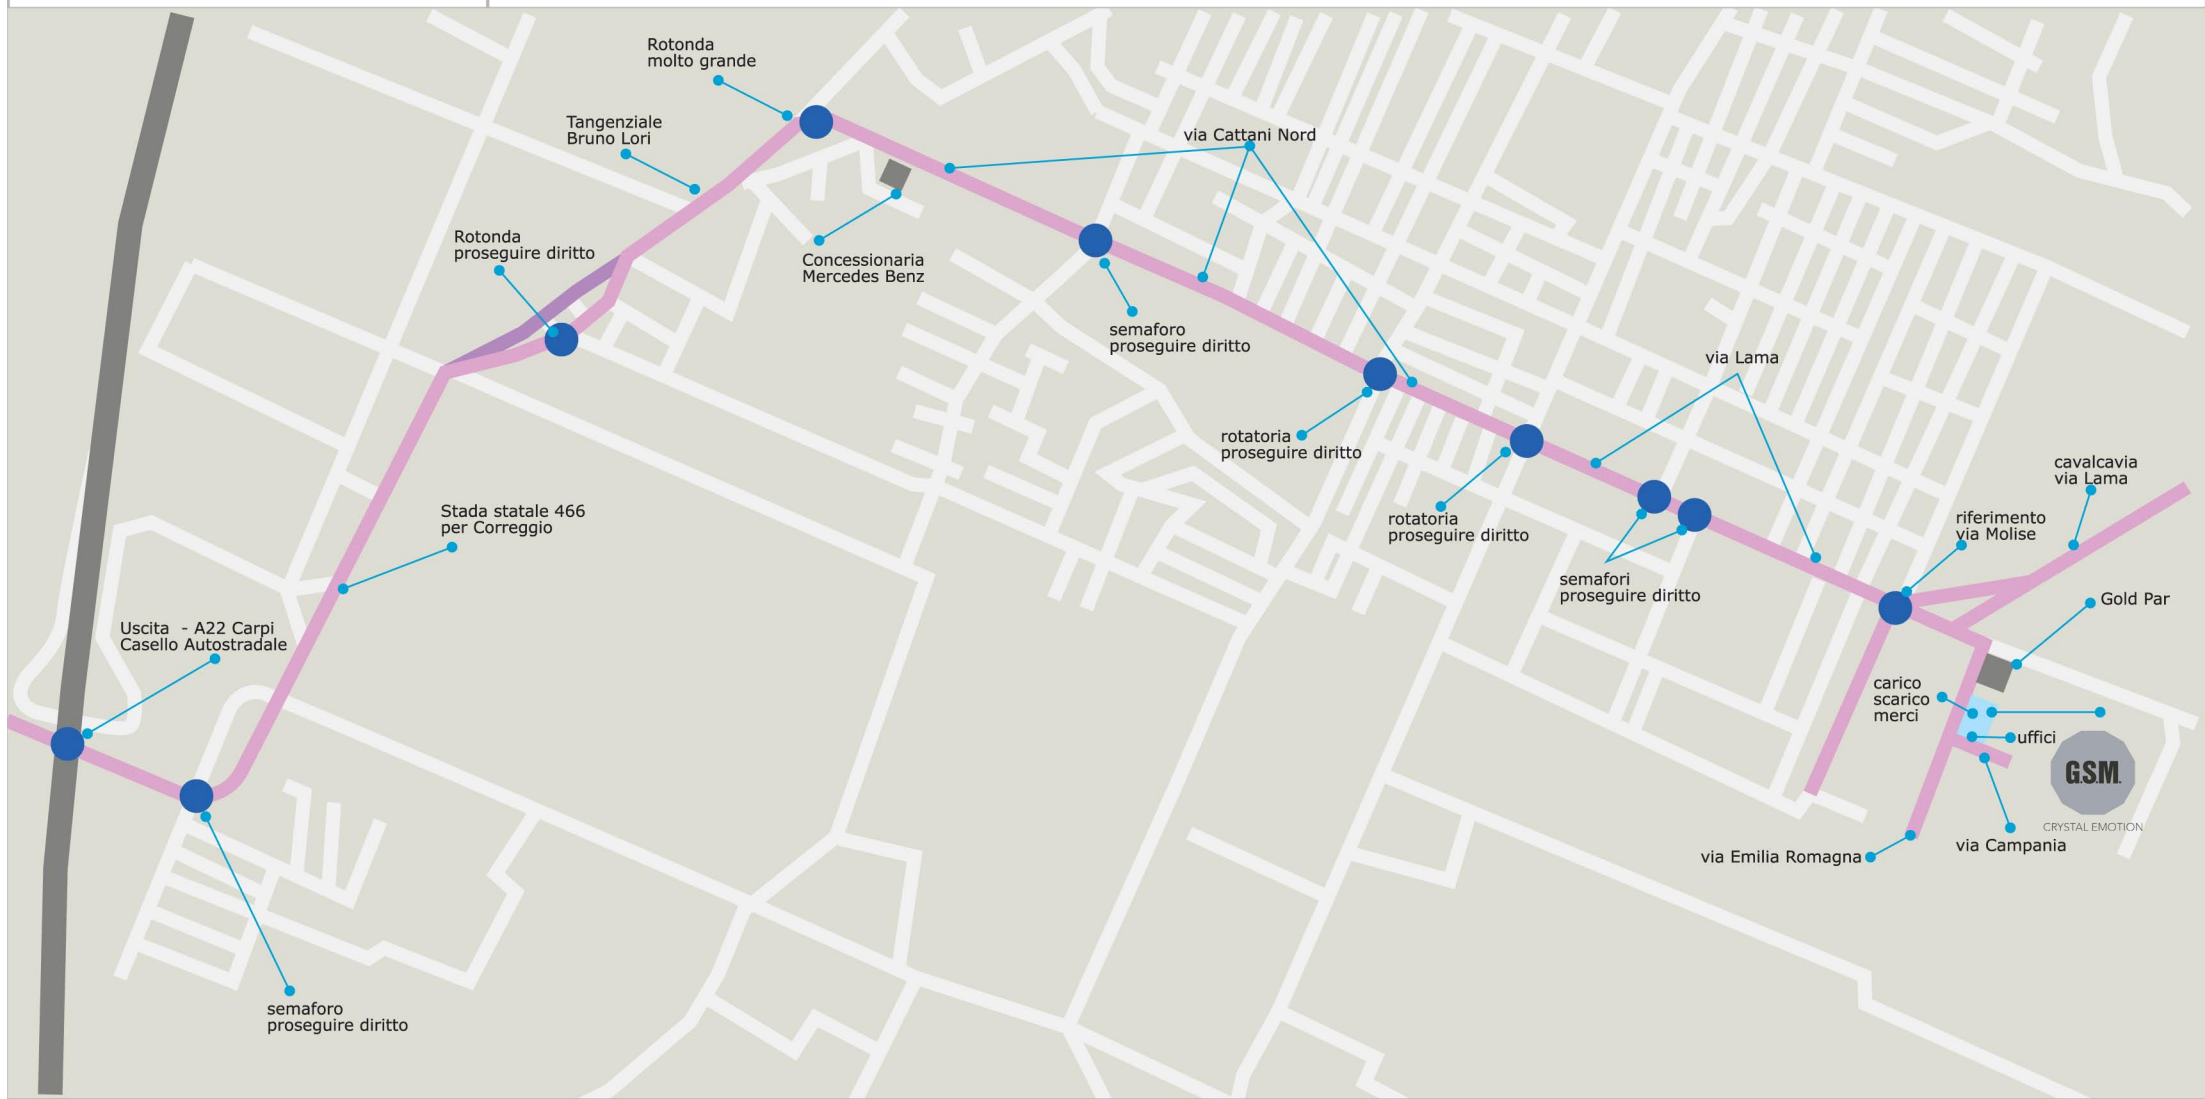 Rotonda
molto grande
Tangenziale
Bruno Lori
via Cattani Nord
Rotonda
proseguire diritto
Concessionaria
Mercedes Benz
semaforo
proseguire diritto
via Lama
rotatoria
proseguire diritto
cavalcavia
via Lama
Stada statale 466
per Correggio
rotatoria
proseguire diritto
riferimento
via Molise
semafori
proseguire diritto
Gold Par
Uscita - A22 Carpi
Casello Autostradale
carico
scarico
merci
uffici
G.S.M.
CRYSTAL EMOTION
via Campania
via Emilia Romagna
semaforo
proseguire diritto